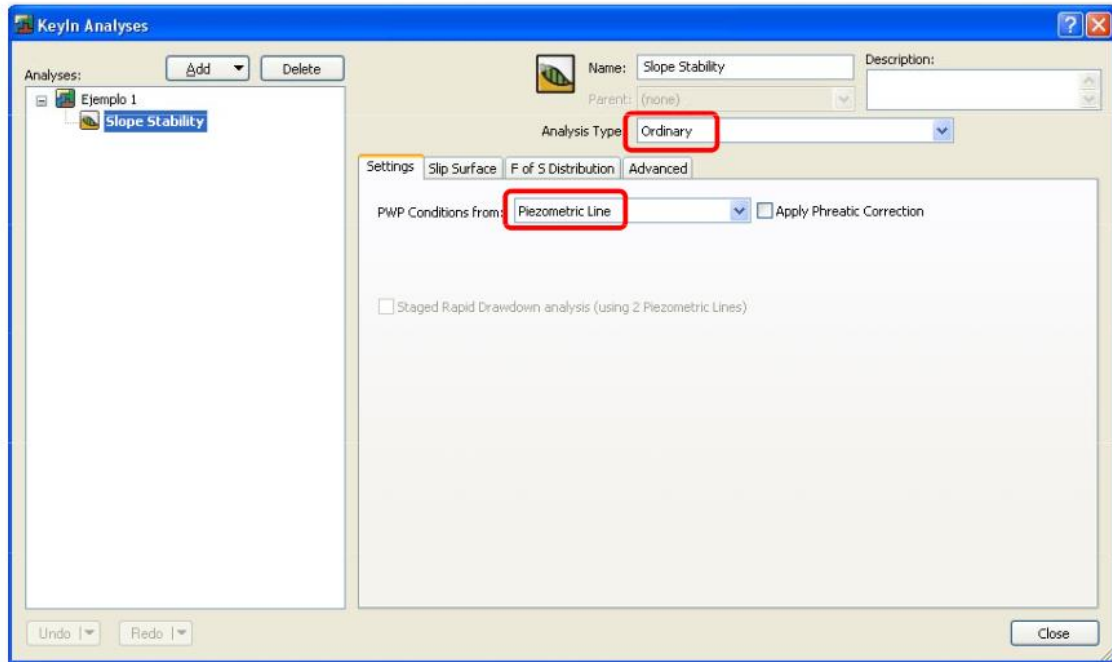 KeyIn Analyses
Analyses:
Add
Delete
Ejemplo 1
Slope Stability
Name: Slope Stability
Description:
Parent: (none)
Analysis Type: Ordinary
Settings Slip Surface F of S Distribution Advanced
PWP Conditions from: Piezometric Line Apply Phreatic Correction
Staged Rapid Drawdown analysis (using 2 Piezometric Lines)
Undo Redo
Close